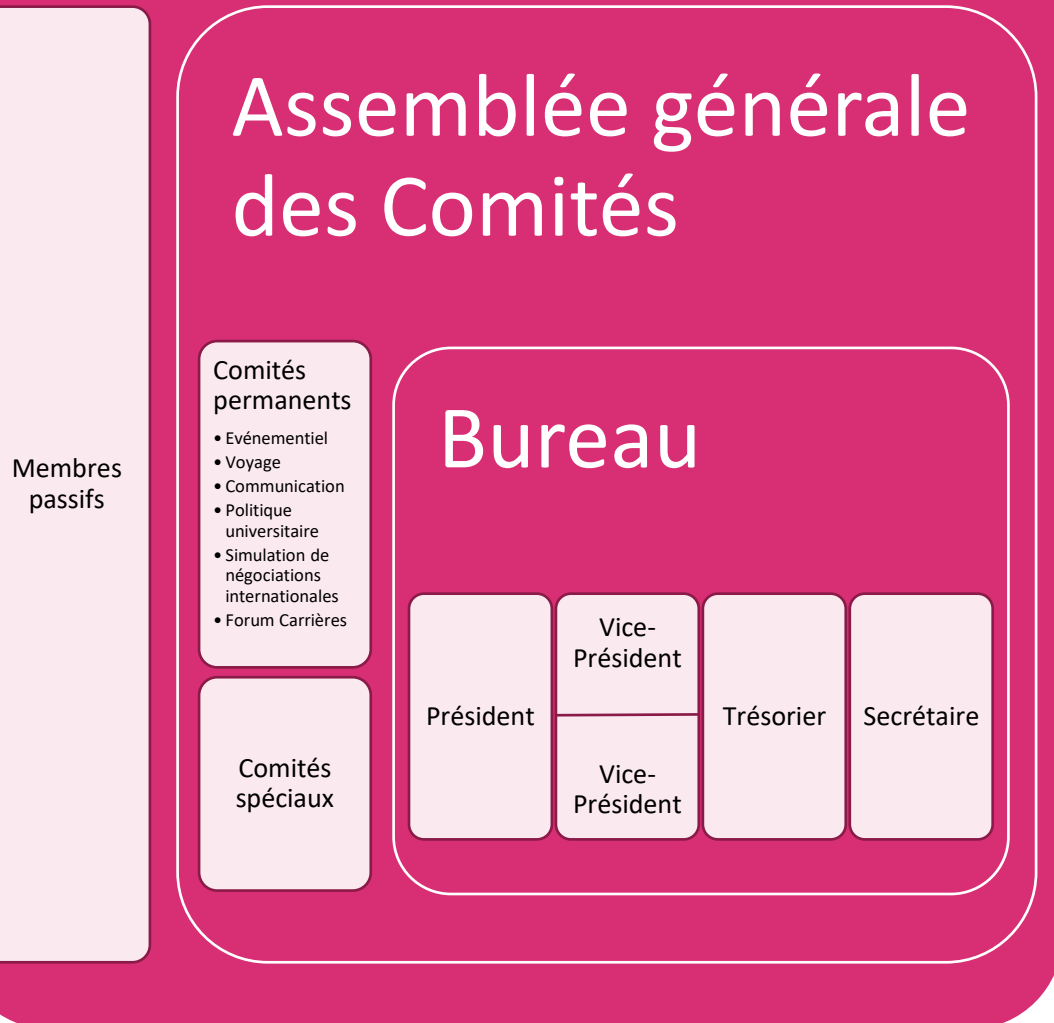 Assemblée générale
des Comités
Membres
passifs
Comités
permanents
• Evénementiel
• Voyage
• Communication
• Politique
universitaire
• Simulation de
négociations
internationales
• Forum Carrières
Comités
spéciaux
Bureau
Président
Vice-
Président
Vice-
Président
Trésorier
Secrétaire